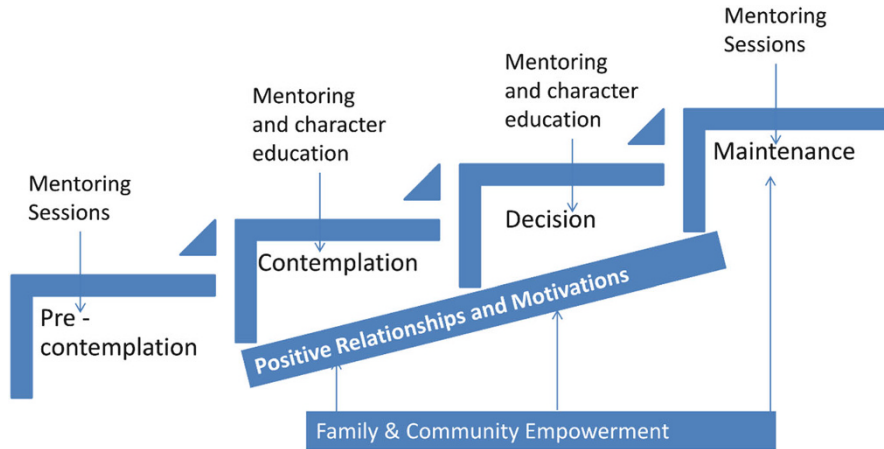 Mentoring
Sessions
Pre -
contemplation
Mentoring
and character
education
Contemplation
Mentoring
and character
education
Decision
Mentoring
Sessions
Maintenance
Positive Relationships and Motivations
Family & Community Empowerment